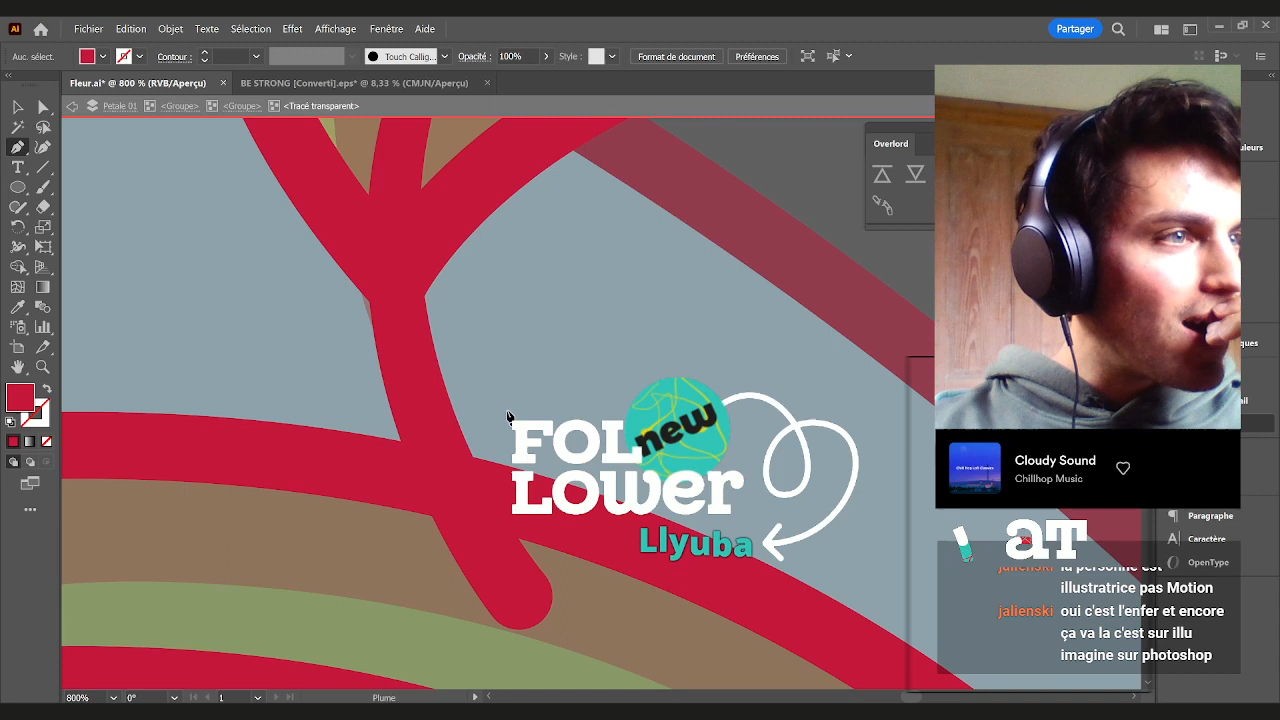 Ai
Fichier Edition Objet Texte Sélection Effet Affichage Fenêtre Aide
Partager
Auc. sélect.
Contour :
Touch Callig...
Opacité : 100%
Style :
Format de document
Préférences
Fleur.ai* @ 800 % (RVB/Aperçu) ×
BE STRONG [Converti].eps* @ 8,33 % (CMJN/Aperçu) ×
Petale 01 <Groupe> <Groupe> <Tracé transparent>
Overlord
uleurs
new
FOL
Lower
Llyuba
Cloudy Sound
Chillhop Music
Paragraphe
Caractère
OpenType
at
jalienski la personne est
illustratrice pas Motion
jalienski oui c'est l'enfer et encore
ça va la c'est sur illu
imagine sur photoshop
800% 0° 1 Plume